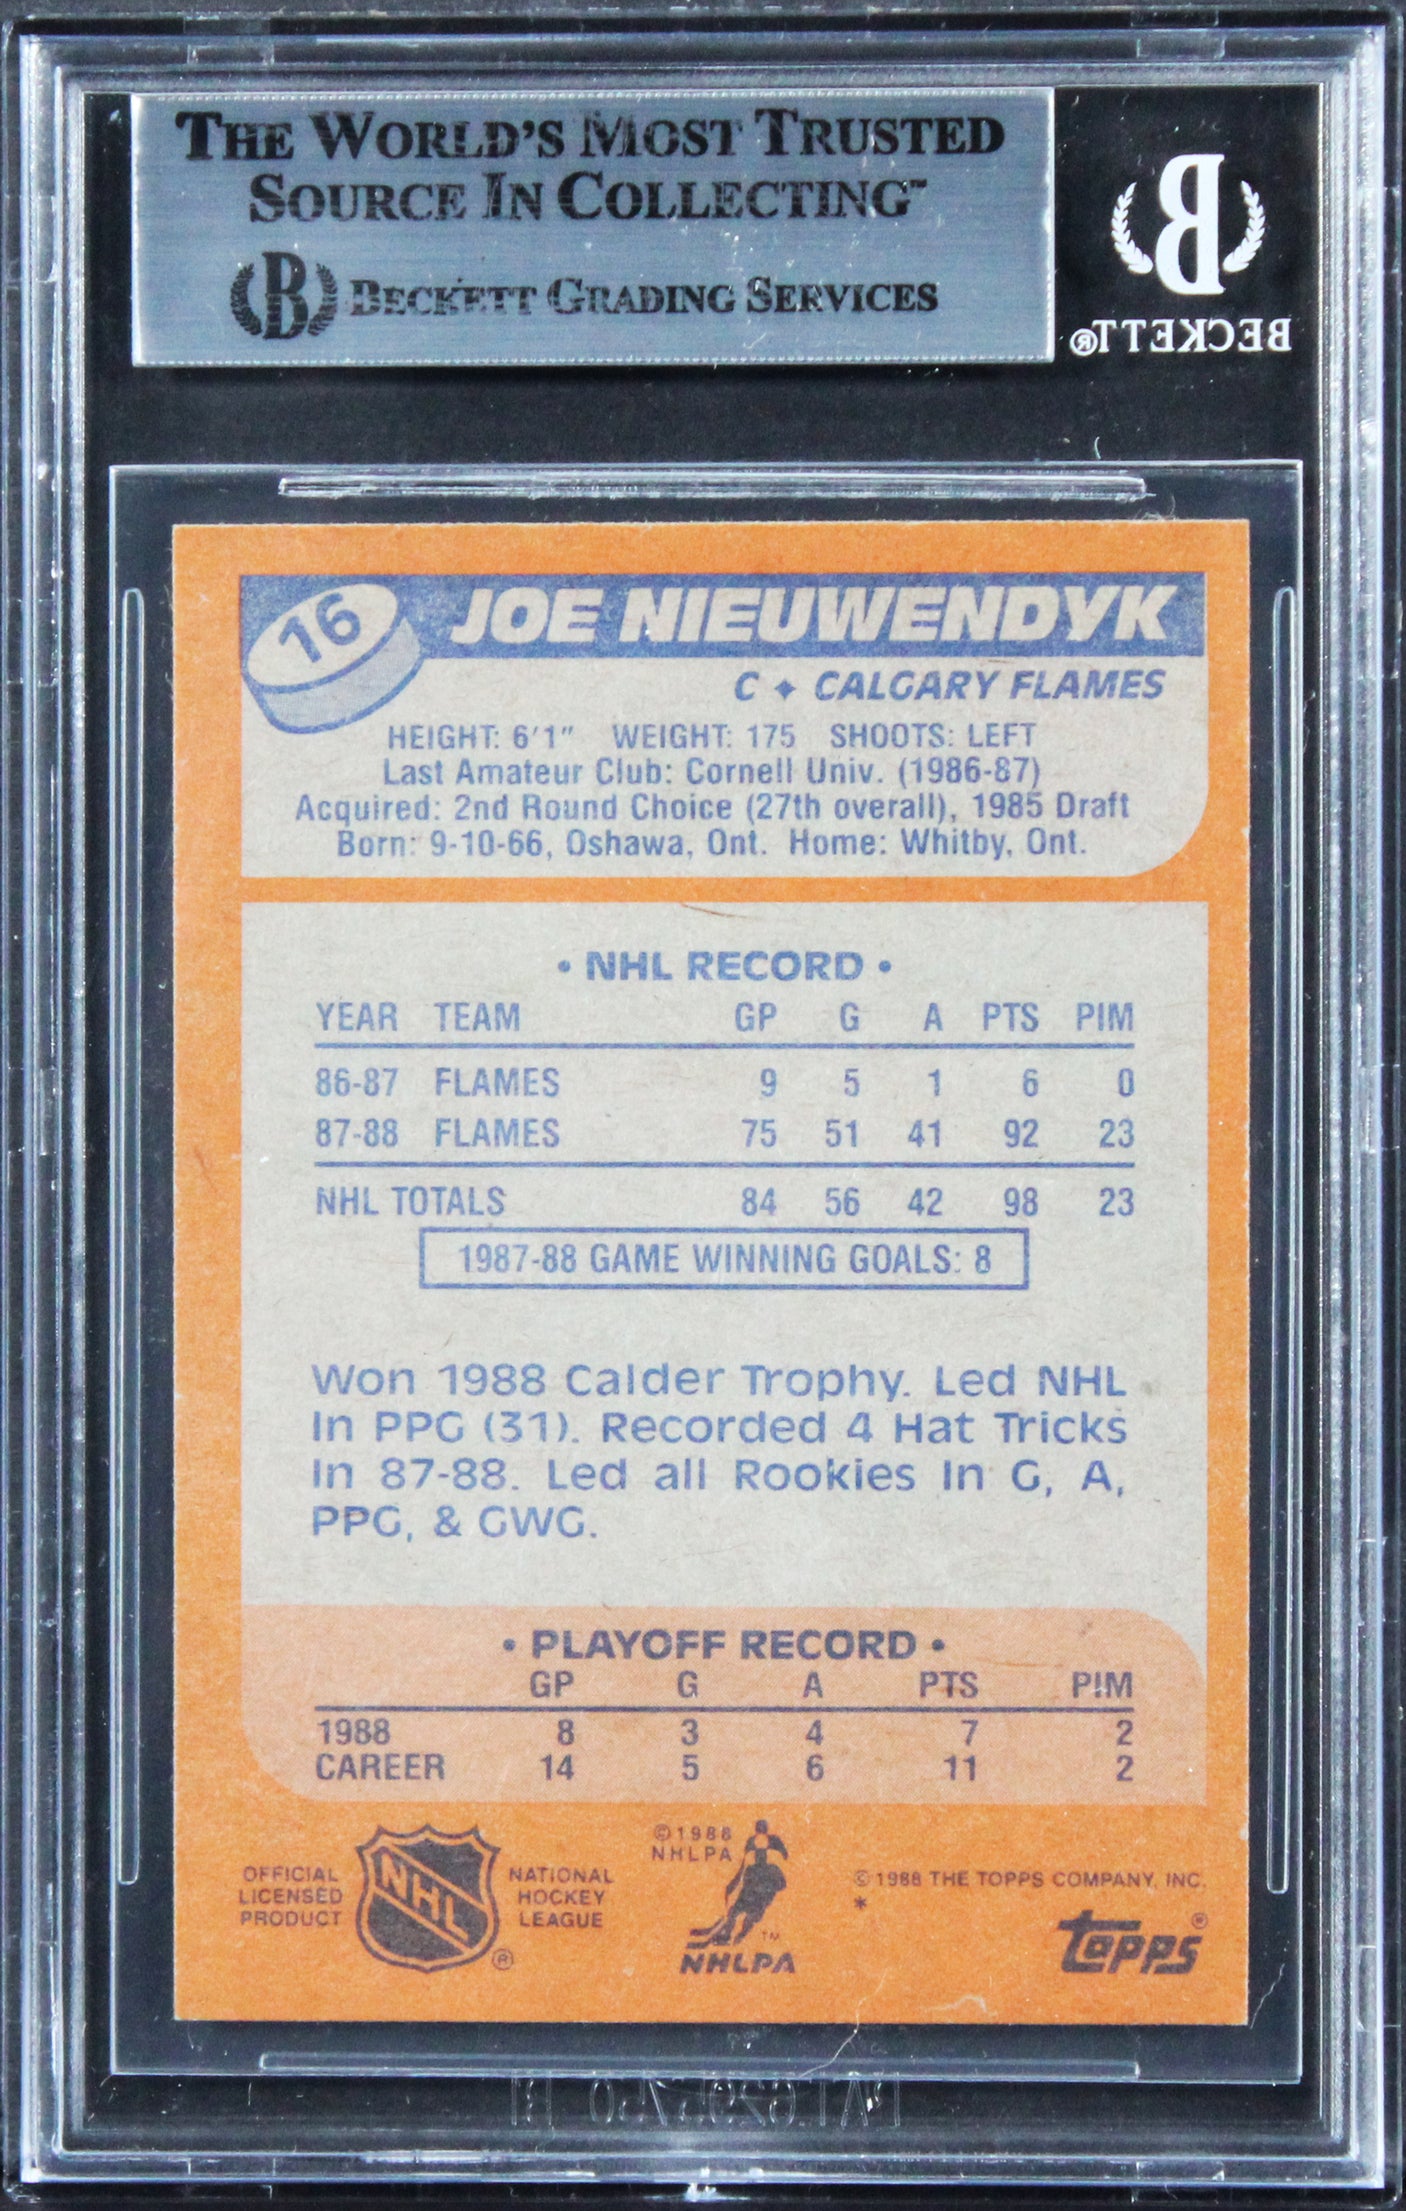 THE WORLD'S MOST TRUSTED
SOURCE IN COLLECTING™
B BECKETT GRADING SERVICES
B
BECKETT®
16
JOE NIEUWENDYK
C ✦ CALGARY FLAMES
HEIGHT: 6'1" WEIGHT: 175 SHOOTS: LEFT
Last Amateur Club: Cornell Univ. (1986-87)
Acquired: 2nd Round Choice (27th overall), 1985 Draft
Born: 9-10-66, Oshawa, Ont. Home: Whitby, Ont.
• NHL RECORD •
YEAR TEAM GP G A PTS PIM
86-87 FLAMES 9 5 1 6 0
87-88 FLAMES 75 51 41 92 23
NHL TOTALS 84 56 42 98 23
1987-88 GAME WINNING GOALS: 8
Won 1988 Calder Trophy. Led NHL
In PPG (31). Recorded 4 Hat Tricks
In 87-88. Led all Rookies In G, A,
PPG, & GWG.
• PLAYOFF RECORD •
GP G A PTS PIM
1988 8 3 4 7 2
CAREER 14 5 6 11 2
OFFICIAL
LICENSED
PRODUCT
NHL
®
NATIONAL
HOCKEY
LEAGUE
©1988
NHLPA
™
NHLPA
© 1988 THE TOPPS COMPANY, INC.
*
topps®